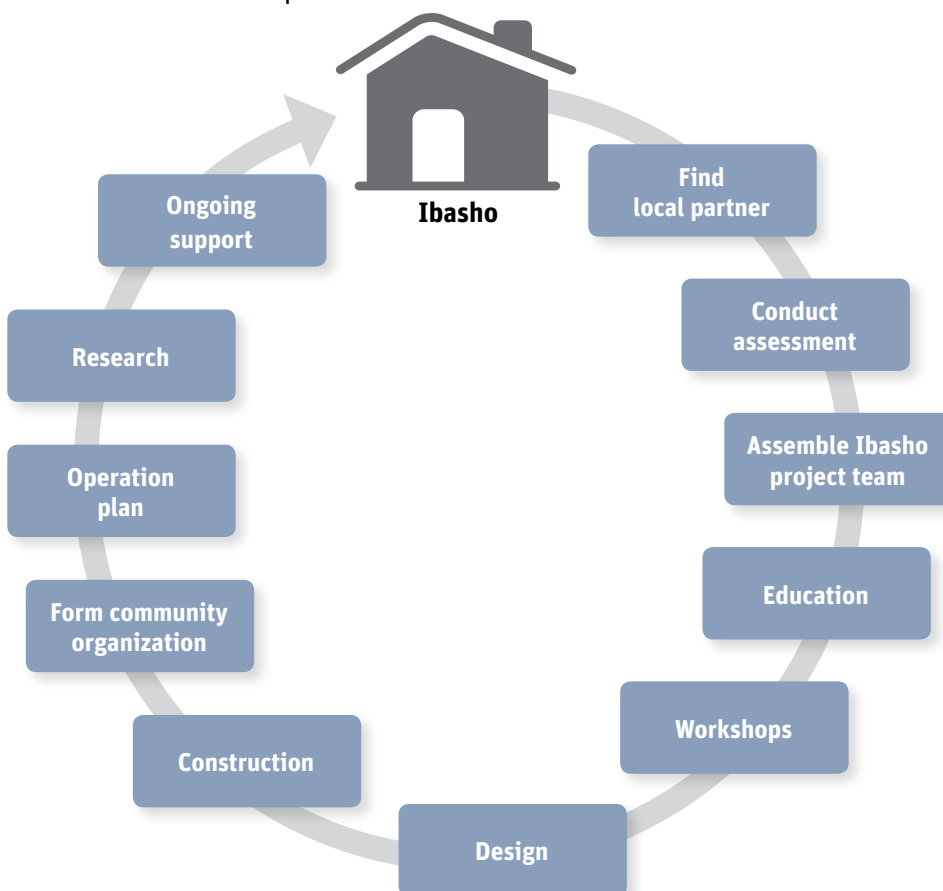 Ibasho
Find
local partner
Conduct
assessment
Assemble Ibasho
project team
Education
Workshops
Design
Construction
Form community
organization
Operation
plan
Research
Ongoing
support